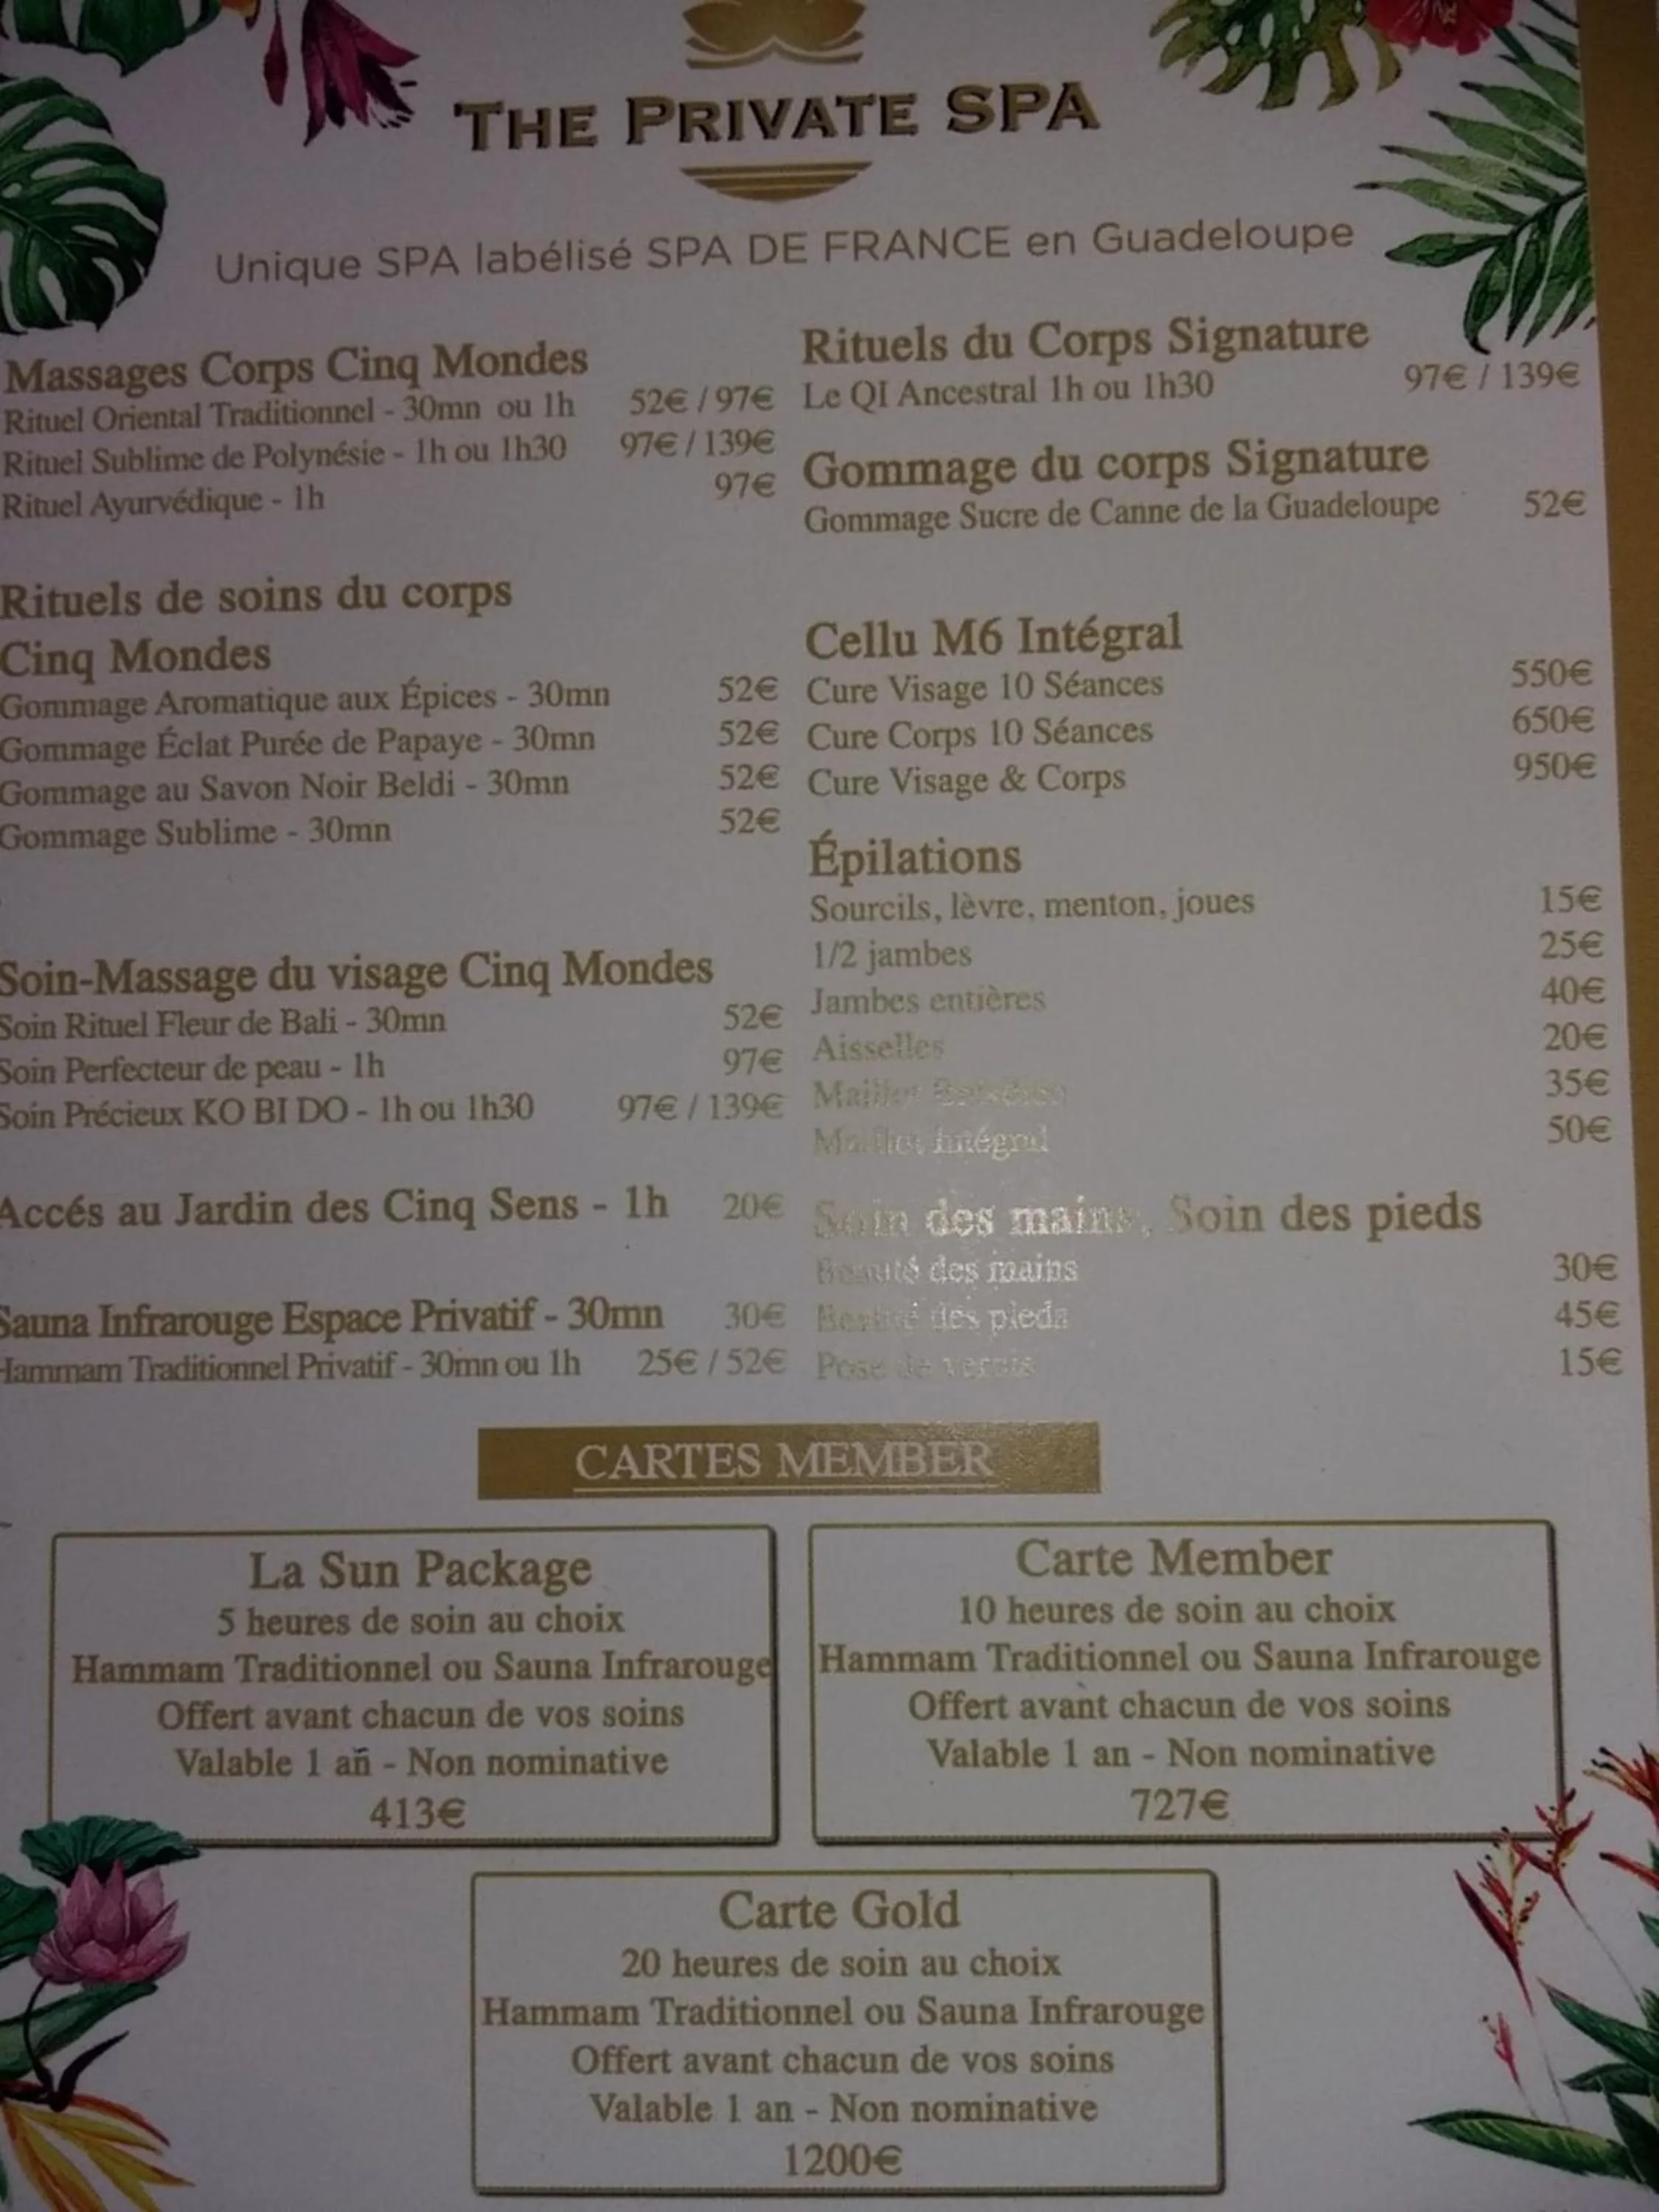 THE PRIVATE SPA
Unique SPA labélisé SPA DE FRANCE en Guadeloupe
Massages Corps Cinq Mondes
Rituel Oriental Traditionnel - 30mn ou 1h 52€ / 97€
Rituel Sublime de Polynésie - 1h ou 1h30 97€ / 139€
Rituel Ayurvédique - 1h 97€
Rituels de soins du corps
Cinq Mondes
Gommage Aromatique aux Épices - 30mn 52€
Gommage Éclat Purée de Papaye - 30mn 52€
Gommage au Savon Noir Beldi - 30mn 52€
Gommage Sublime - 30mn 52€
Soin-Massage du visage Cinq Mondes
Soin Rituel Fleur de Bali - 30mn 52€
Soin Perfecteur de peau - 1h 97€
Soin Précieux KO BI DO - 1h ou 1h30 97€ / 139€
Accés au Jardin des Cinq Sens - 1h 20€
Sauna Infrarouge Espace Privatif - 30mn 30€
Hammam Traditionnel Privatif - 30mn ou 1h 25€ / 52€
Rituels du Corps Signature
Le QI Ancestral 1h ou 1h30 97€ / 139€
Gommage du corps Signature
Gommage Sucre de Canne de la Guadeloupe 52€
Cellu M6 Intégral
Cure Visage 10 Séances 550€
Cure Corps 10 Séances 650€
Cure Visage & Corps 950€
Épilations
Sourcils, lèvre, menton, joues 15€
1/2 jambes 25€
Jambes entières 40€
Aisselles 20€
Maillot 35€
Maillot Intégral 50€
Soin des mains, Soin des pieds
Beauté des mains 30€
Beauté des pieds 45€
Pose de vernis 15€
CARTES MEMBER
La Sun Package
5 heures de soin au choix
Hammam Traditionnel ou Sauna Infrarouge
Offert avant chacun de vos soins
Valable 1 an - Non nominative
413€
Carte Member
10 heures de soin au choix
Hammam Traditionnel ou Sauna Infrarouge
Offert avant chacun de vos soins
Valable 1 an - Non nominative
727€
Carte Gold
20 heures de soin au choix
Hammam Traditionnel ou Sauna Infrarouge
Offert avant chacun de vos soins
Valable 1 an - Non nominative
1200€